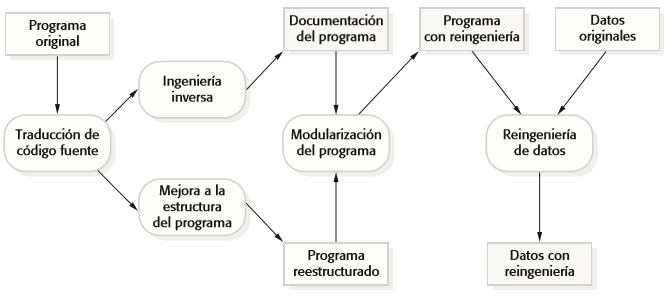 Programa
original
Documentación
del programa
Programa
con reingeniería
Datos
originales
Ingeniería
inversa
Traducción de
código fuente
Modularización
del programa
Reingeniería
de datos
Mejora a la
estructura
del programa
Programa
reestructurado
Datos con
reingeniería